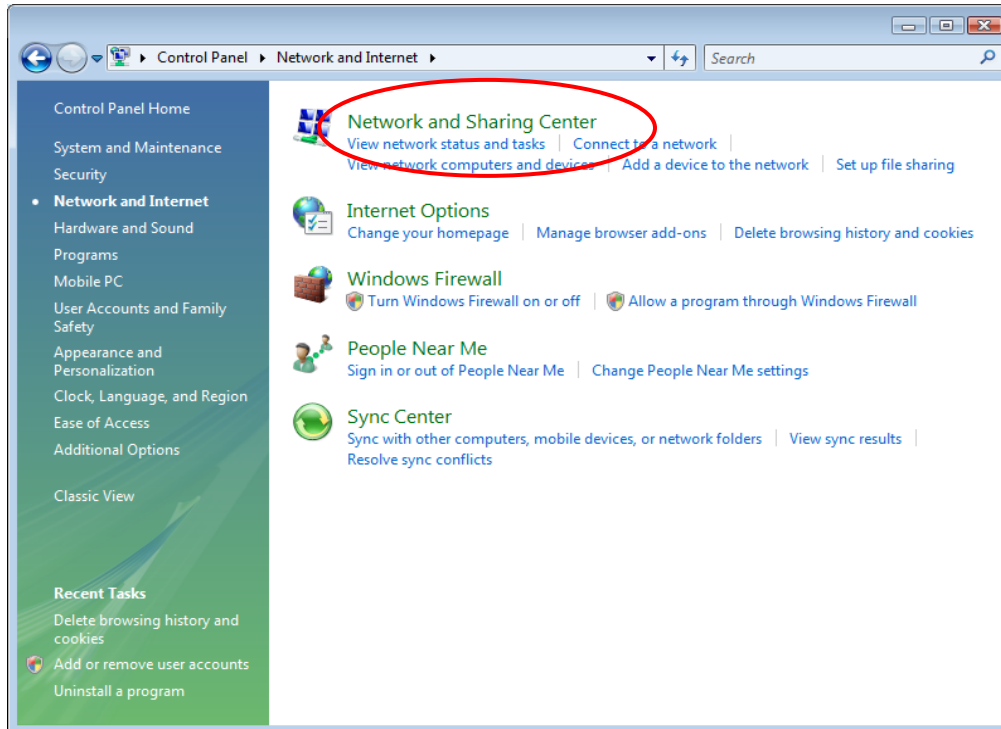 Control Panel Network and Internet Search
Control Panel Home
System and Maintenance
Security
Network and Internet
Hardware and Sound
Programs
Mobile PC
User Accounts and Family
Safety
Appearance and
Personalization
Clock, Language, and Region
Ease of Access
Additional Options
Classic View
Recent Tasks
Delete browsing history and
cookies
Add or remove user accounts
Uninstall a program
Network and Sharing Center
View network status and tasks Connect to a network
View network computers and devices Add a device to the network Set up file sharing
Internet Options
Change your homepage Manage browser add-ons Delete browsing history and cookies
Windows Firewall
Turn Windows Firewall on or off Allow a program through Windows Firewall
People Near Me
Sign in or out of People Near Me Change People Near Me settings
Sync Center
Sync with other computers, mobile devices, or network folders View sync results
Resolve sync conflicts